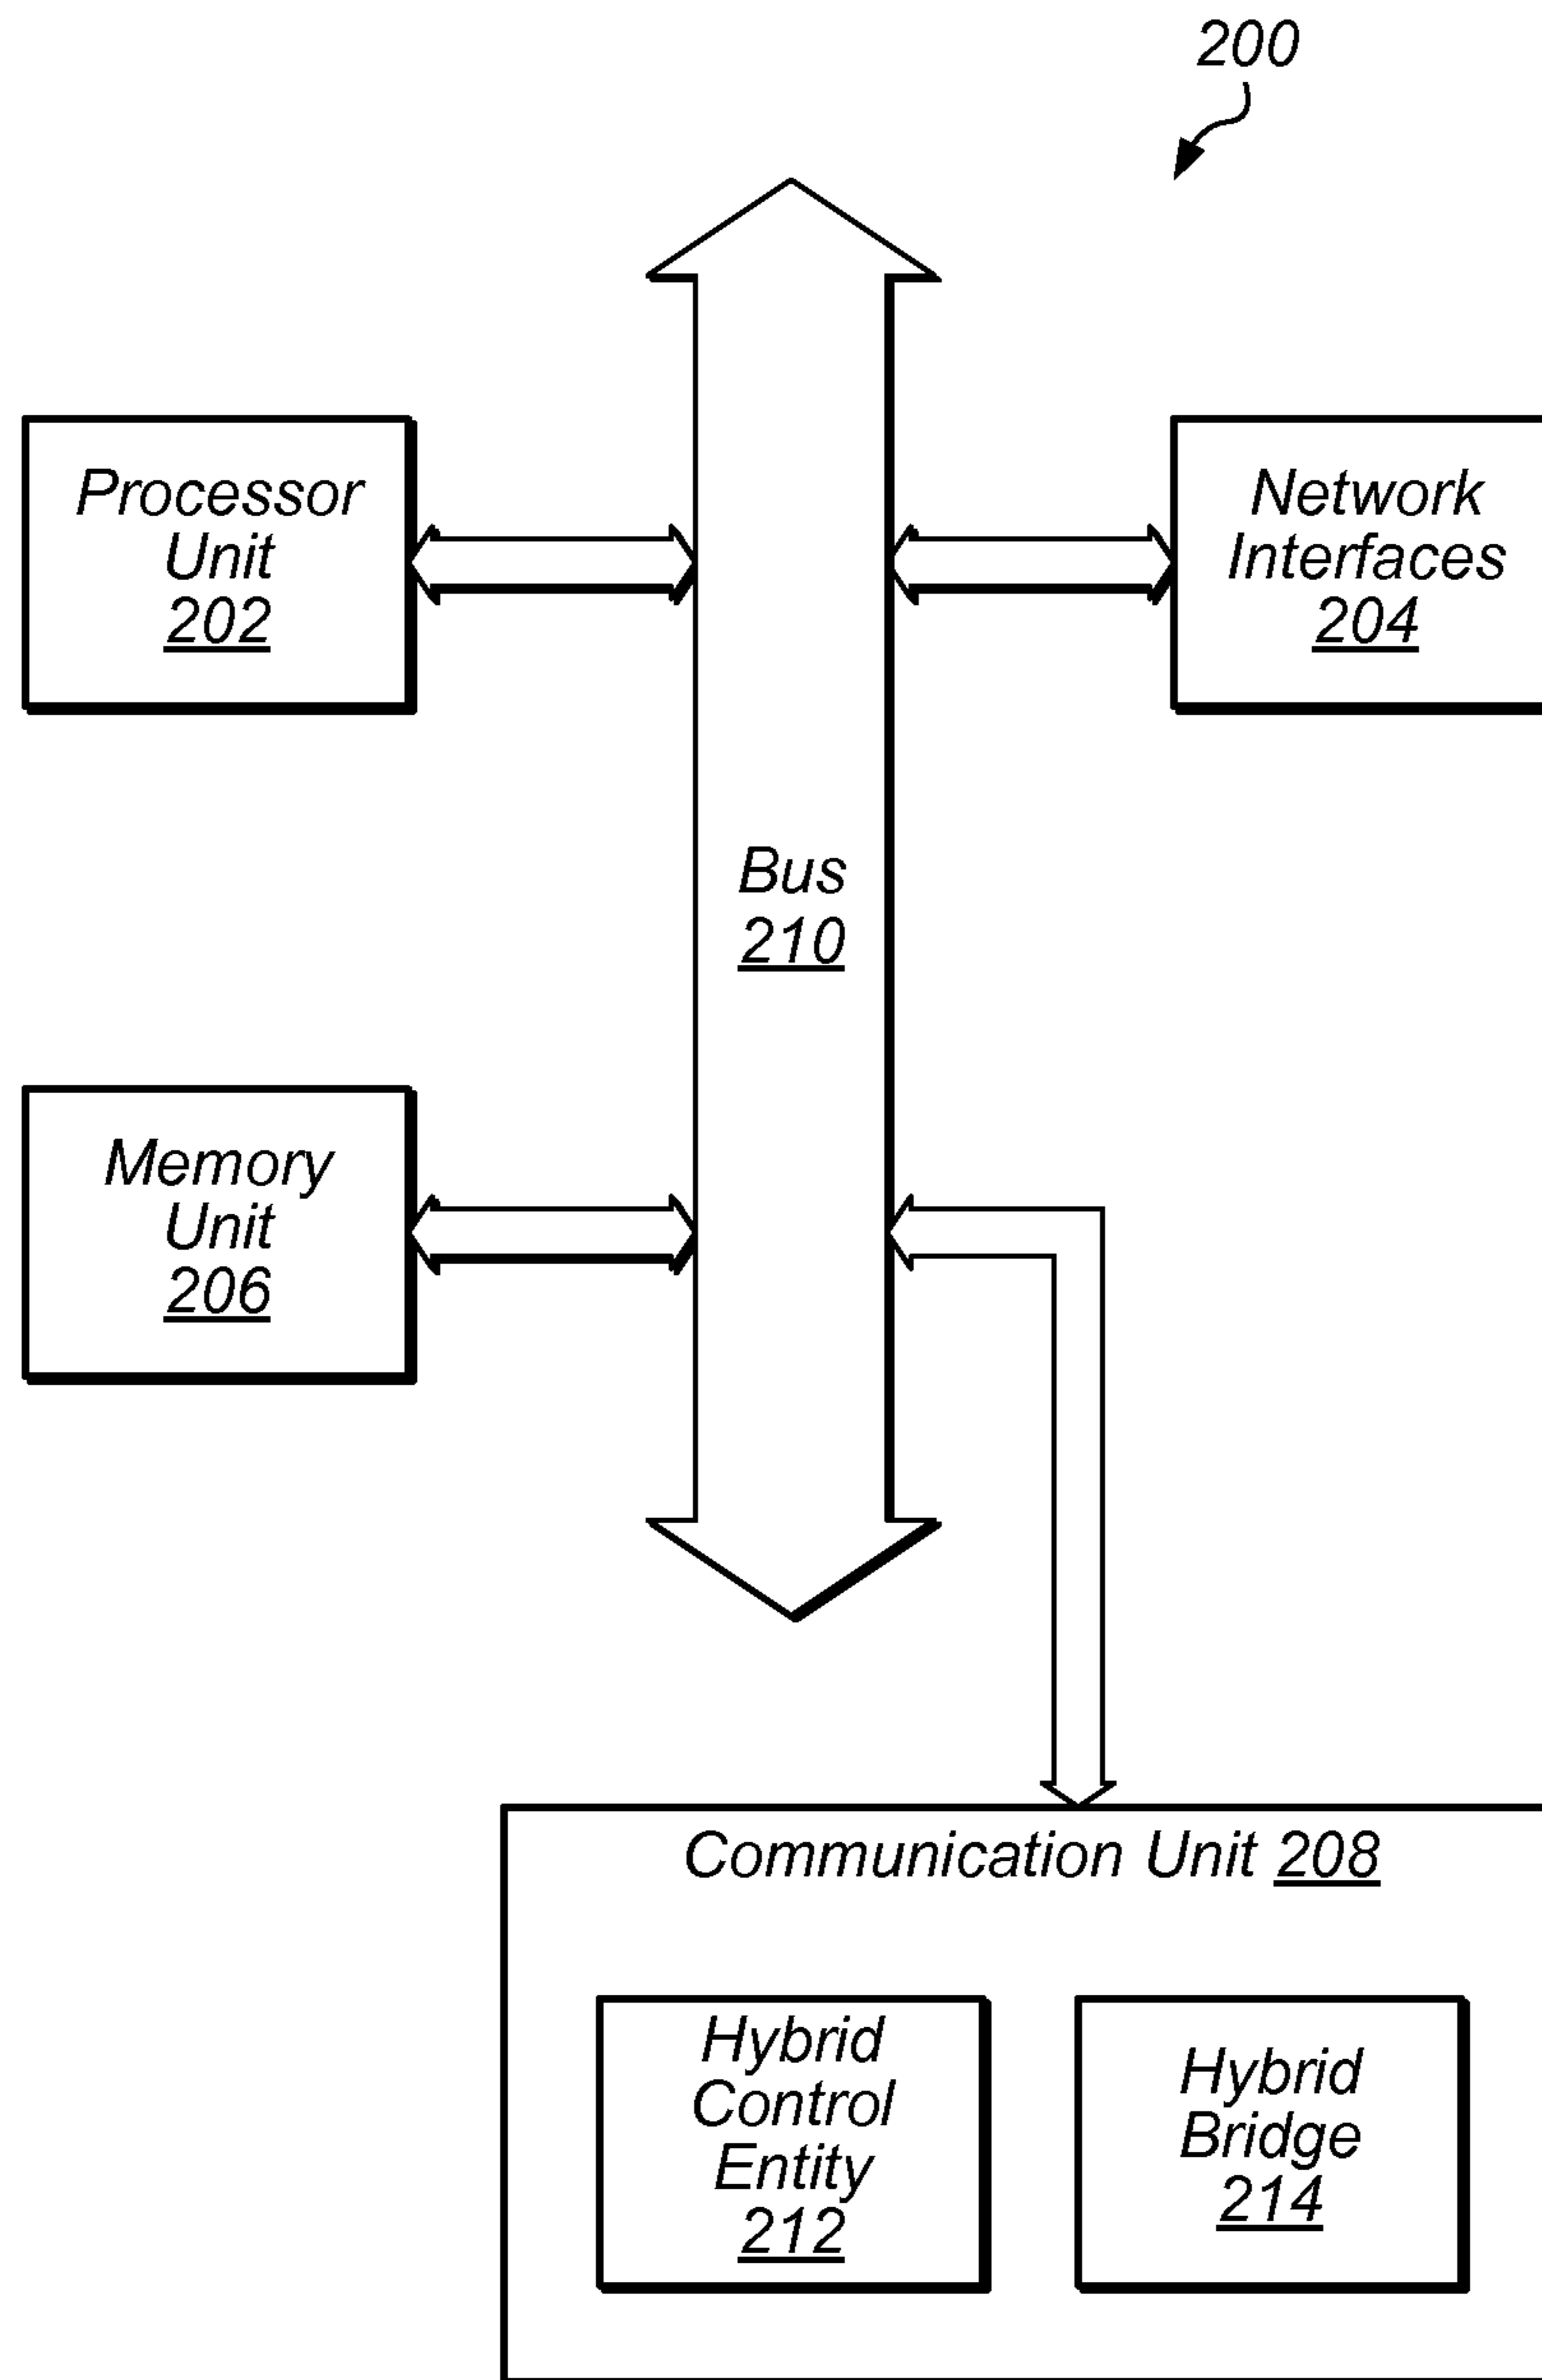 200
Processor
Unit
202
Network
Interfaces
204
Bus
210
Memory
Unit
206
Communication Unit 208
Hybrid
Control
Entity
212
Hybrid
Bridge
214